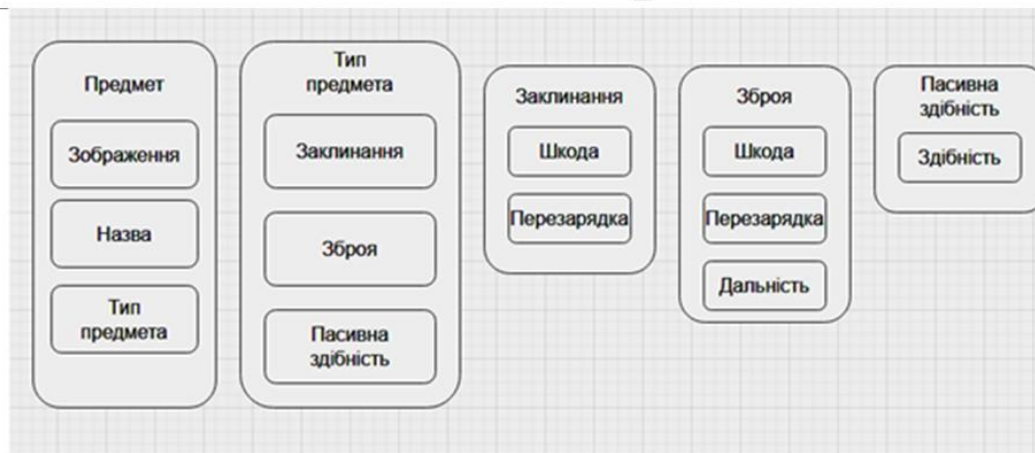 Предмет
Зображення
Назва
Тип
предмета
Тип
предмета
Заклинання
Зброя
Пасивна
здібність
Заклинання
Шкода
Перезарядка
Зброя
Шкода
Перезарядка
Дальність
Пасивна
здібність
Здібність